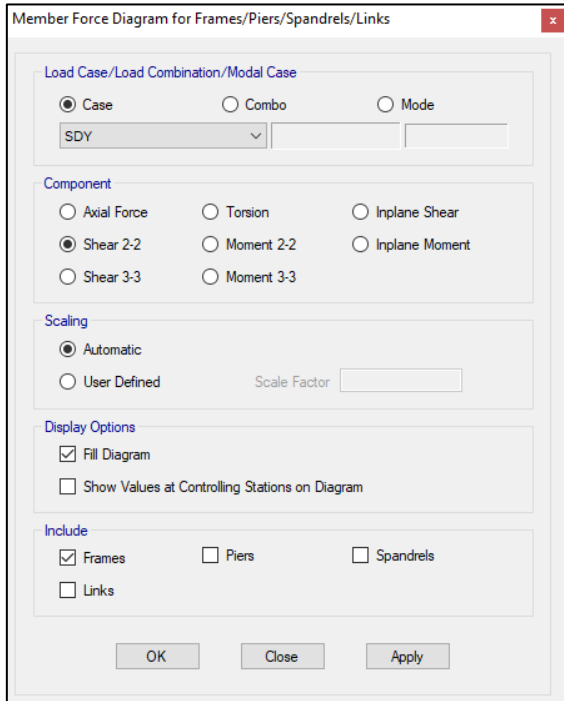 Member Force Diagram for Frames/Piers/Spandrels/Links
x
Load Case/Load Combination/Modal Case
Case Combo Mode
SDY
Component
Axial Force Torsion Inplane Shear
Shear 2-2 Moment 2-2 Inplane Moment
Shear 3-3 Moment 3-3
Scaling
Automatic
User Defined Scale Factor
Display Options
Fill Diagram
Show Values at Controlling Stations on Diagram
Include
Frames Piers Spandrels
Links
OK Close Apply